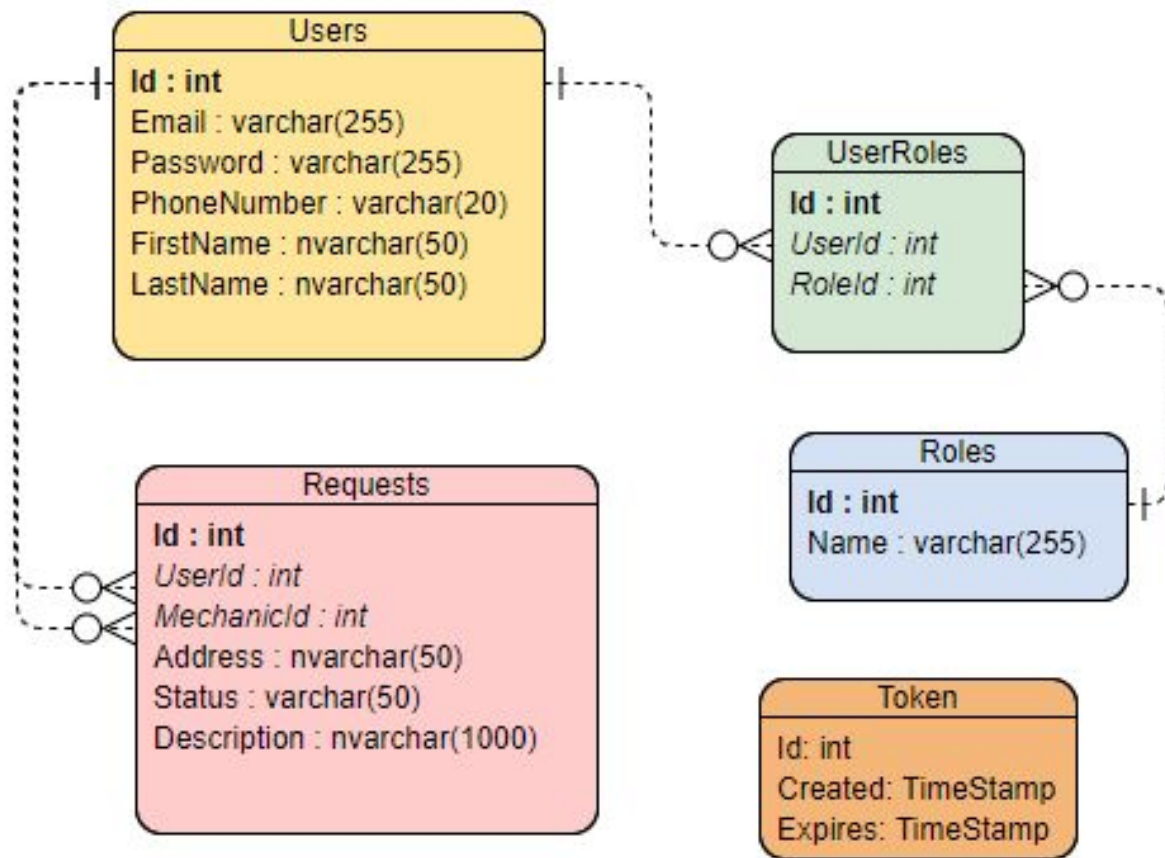 Users
Id : int
Email : varchar(255)
Password : varchar(255)
PhoneNumber : varchar(20)
FirstName : nvarchar(50)
LastName : nvarchar(50)
UserRoles
Id : int
UserId : int
RoleId : int
Requests
Id : int
UserId : int
MechanicId : int
Address : nvarchar(50)
Status : varchar(50)
Description : nvarchar(1000)
Roles
Id : int
Name : varchar(255)
Token
Id: int
Created: TimeStamp
Expires: TimeStamp